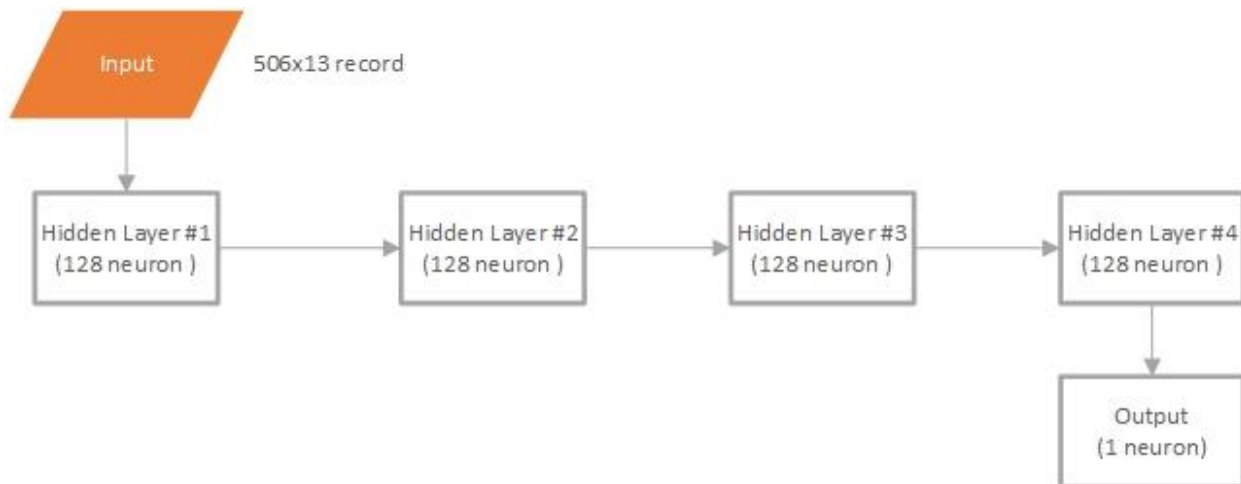 Input
506x13 record
Hidden Layer #1
(128 neuron )
Hidden Layer #2
(128 neuron )
Hidden Layer #3
(128 neuron )
Hidden Layer #4
(128 neuron )
Output
(1 neuron)